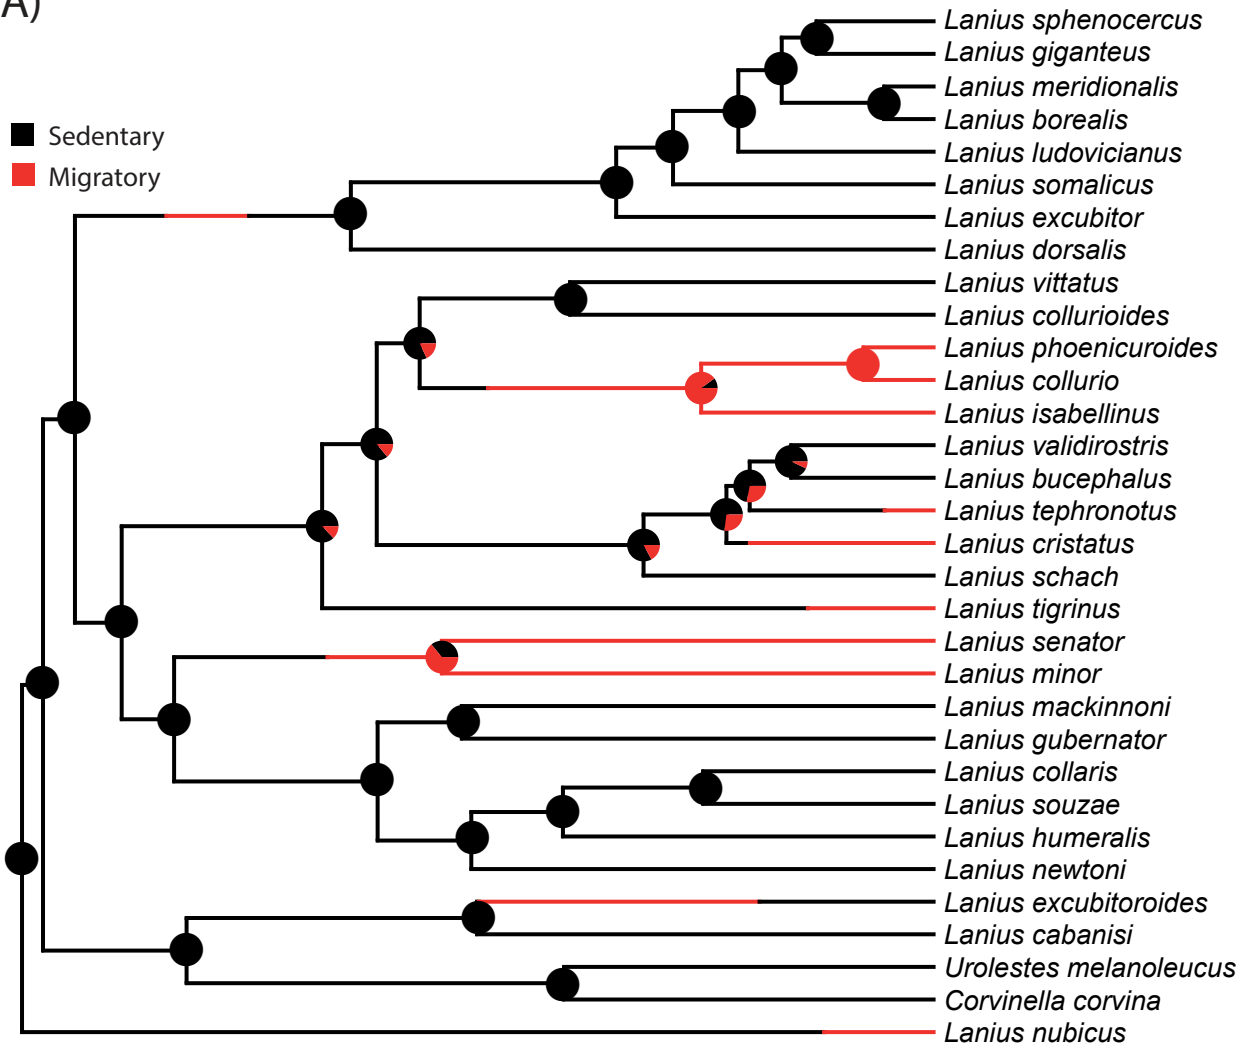 A)
Sedentary
Migratory
Lanius sphenocercus
Lanius giganteus
Lanius meridionalis
Lanius borealis
Lanius ludovicianus
Lanius somalicus
Lanius excubitor
Lanius dorsalis
Lanius vittatus
Lanius collurioides
Lanius phoenicuroides
Lanius collurio
Lanius isabellinus
Lanius validirostris
Lanius bucephalus
Lanius tephronotus
Lanius cristatus
Lanius schach
Lanius tigrinus
Lanius senator
Lanius minor
Lanius mackinnoni
Lanius gubernator
Lanius collaris
Lanius souzae
Lanius humeralis
Lanius newtoni
Lanius excubitoroides
Lanius cabanisi
Urolestes melanoleucus
Corvinella corvina
Lanius nubicus